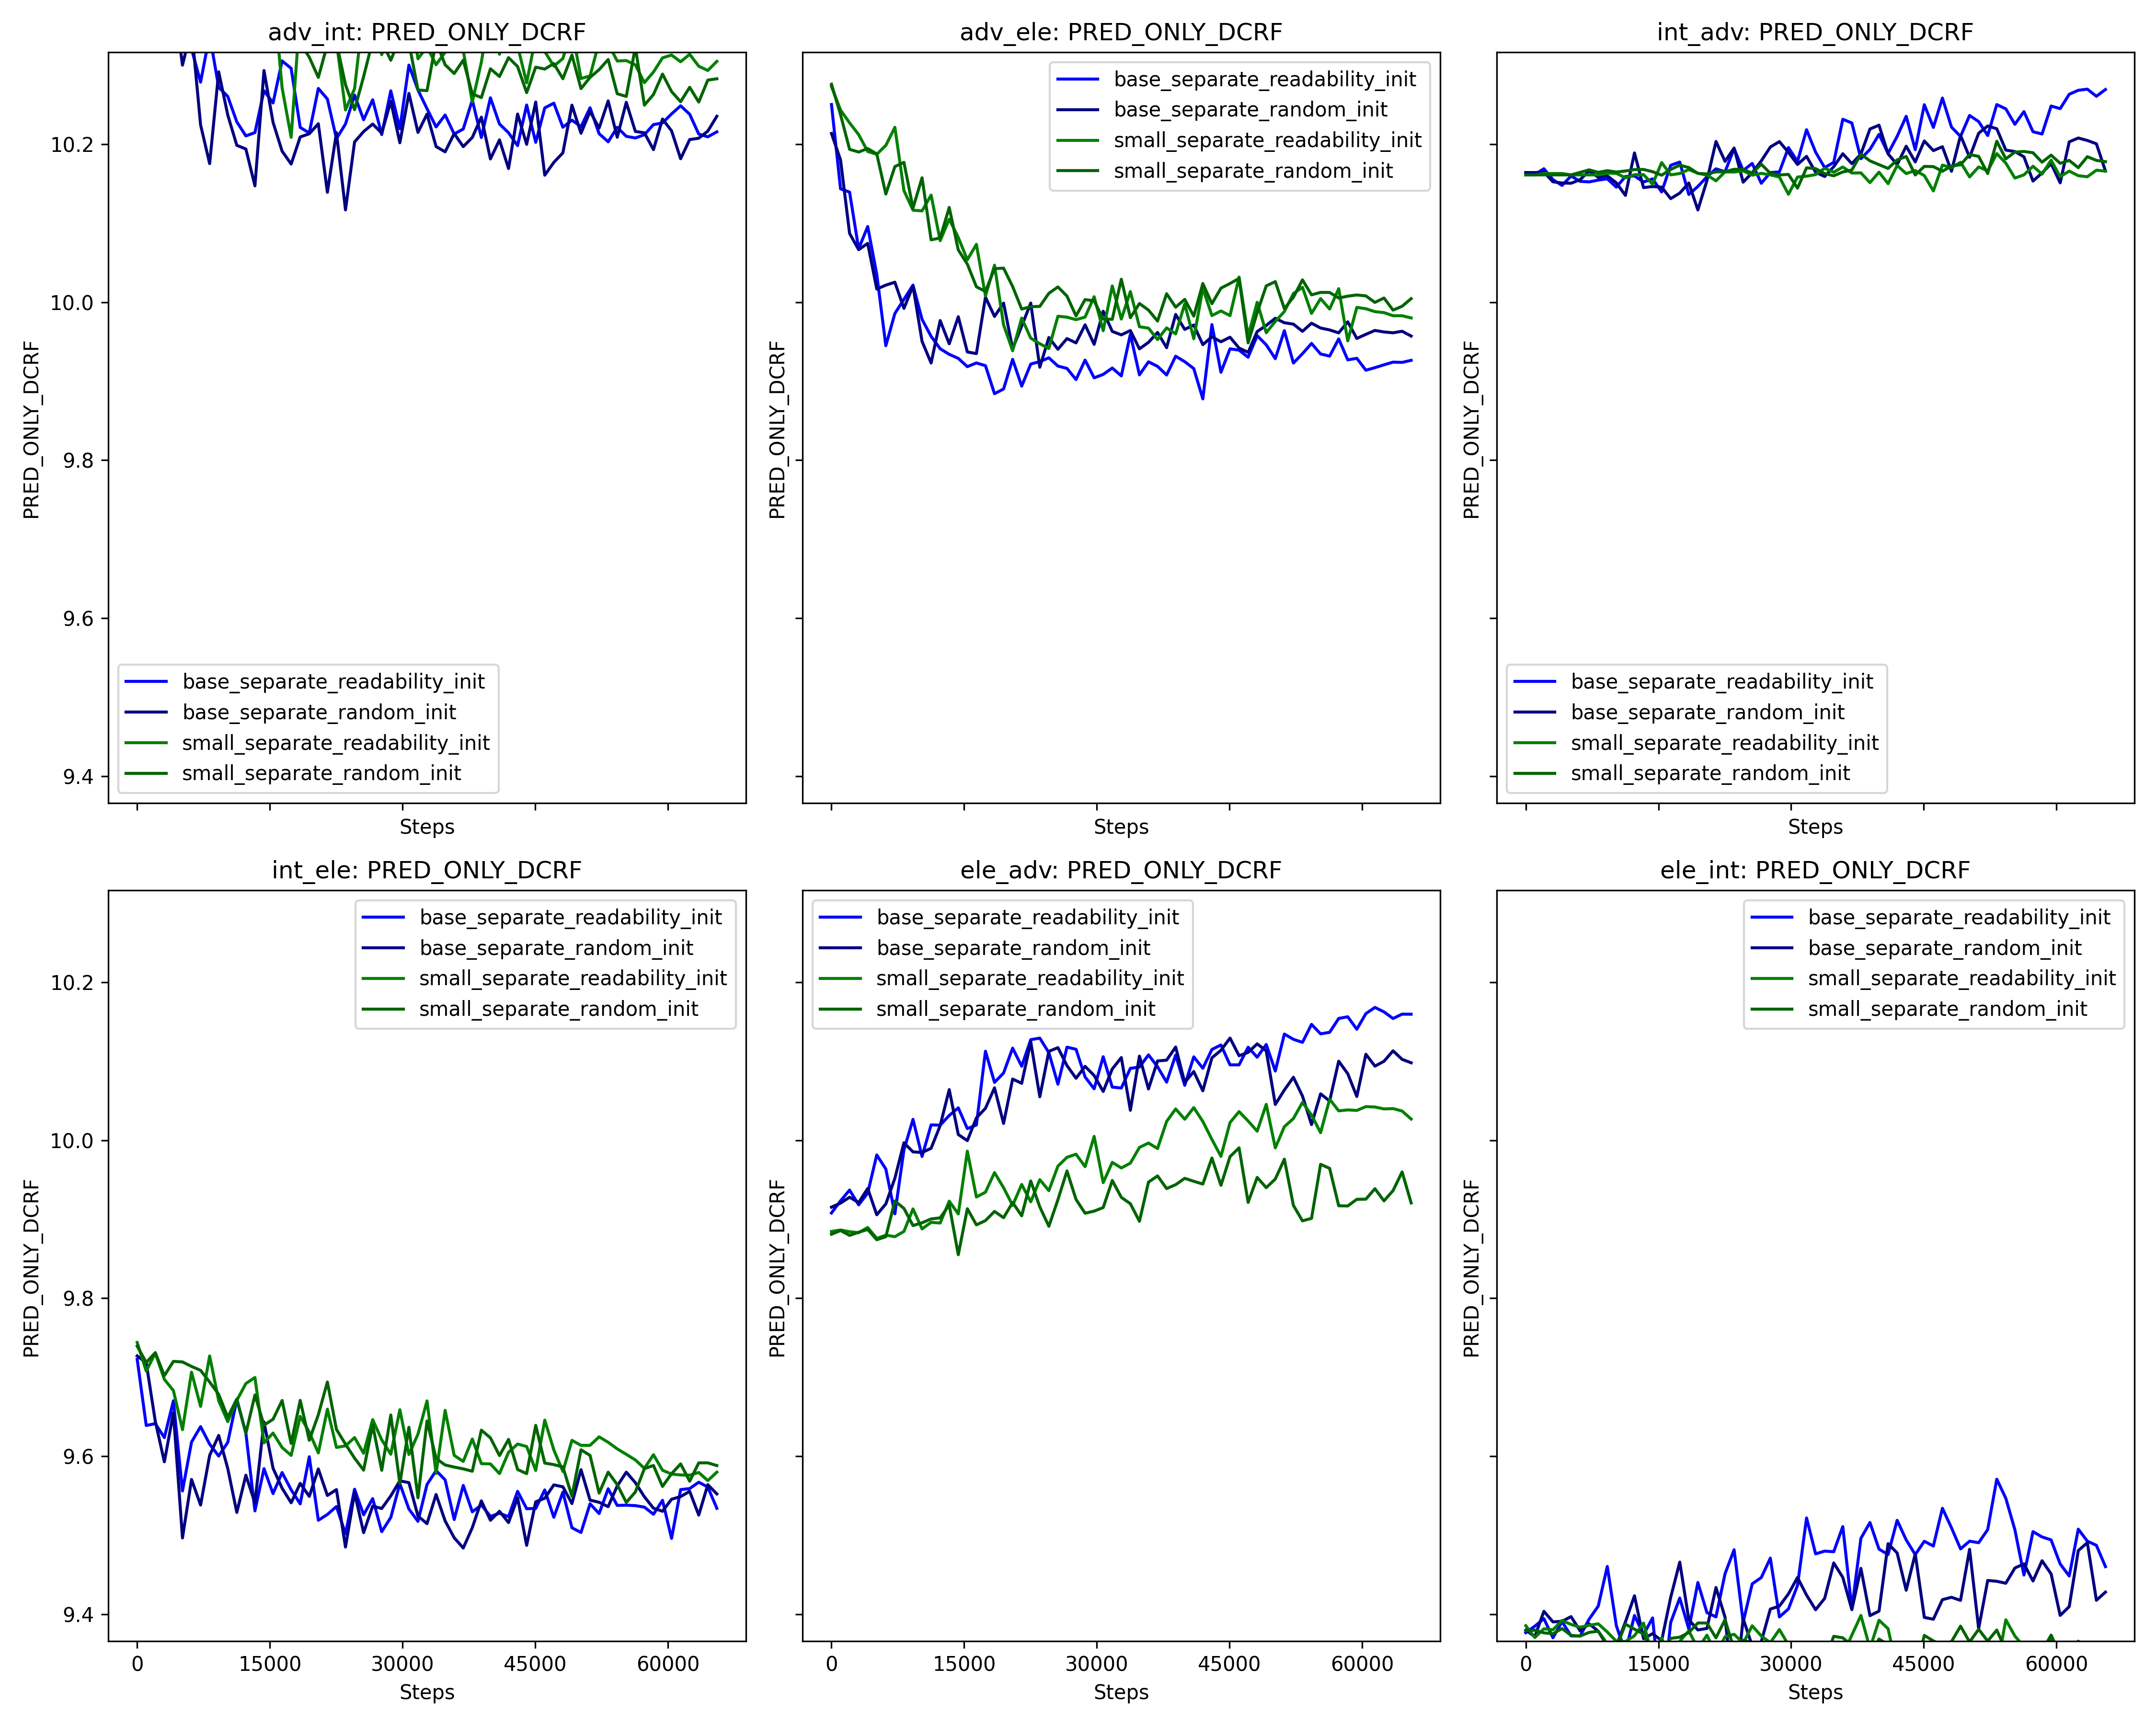 adv_int: PRED_ONLY_DCRF
PRED_ONLY_DCRF
10.2
10.0
9.8
9.6
9.4
base_separate_readability_init
base_separate_random_init
small_separate_readability_init
small_separate_random_init
Steps
adv_ele: PRED_ONLY_DCRF
PRED_ONLY_DCRF
base_separate_readability_init
base_separate_random_init
small_separate_readability_init
small_separate_random_init
Steps
int_adv: PRED_ONLY_DCRF
PRED_ONLY_DCRF
base_separate_readability_init
base_separate_random_init
small_separate_readability_init
small_separate_random_init
Steps
int_ele: PRED_ONLY_DCRF
PRED_ONLY_DCRF
10.2
10.0
9.8
9.6
9.4
base_separate_readability_init
base_separate_random_init
small_separate_readability_init
small_separate_random_init
0 15000 30000 45000 60000
Steps
ele_adv: PRED_ONLY_DCRF
PRED_ONLY_DCRF
base_separate_readability_init
base_separate_random_init
small_separate_readability_init
small_separate_random_init
0 15000 30000 45000 60000
Steps
ele_int: PRED_ONLY_DCRF
PRED_ONLY_DCRF
base_separate_readability_init
base_separate_random_init
small_separate_readability_init
small_separate_random_init
0 15000 30000 45000 60000
Steps